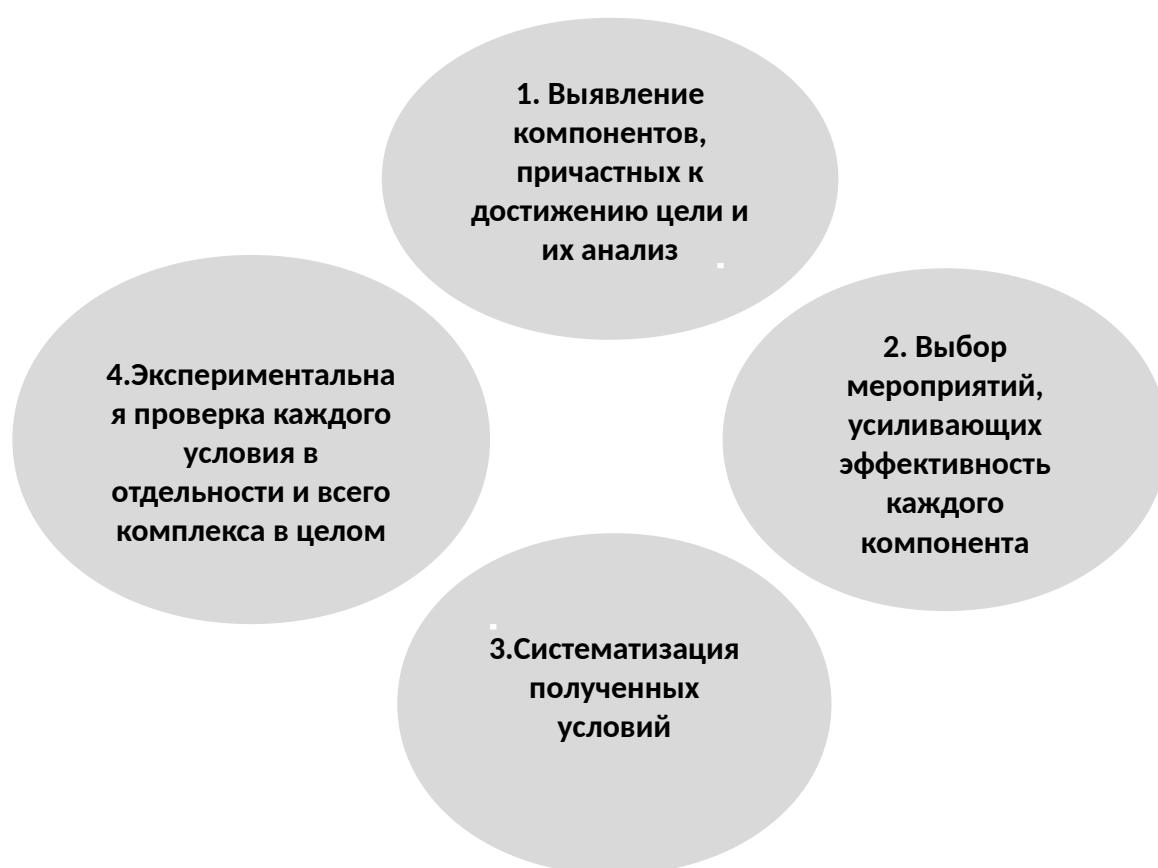 1. Выявление
компонентов,
причастных к
достижению цели и
их анализ
2. Выбор
мероприятий,
усиливающих
эффективность
каждого
компонента
3.Систематизация
полученных
условий
4.Экспериментальна
я проверка каждого
условия в
отдельности и всего
комплекса в целом